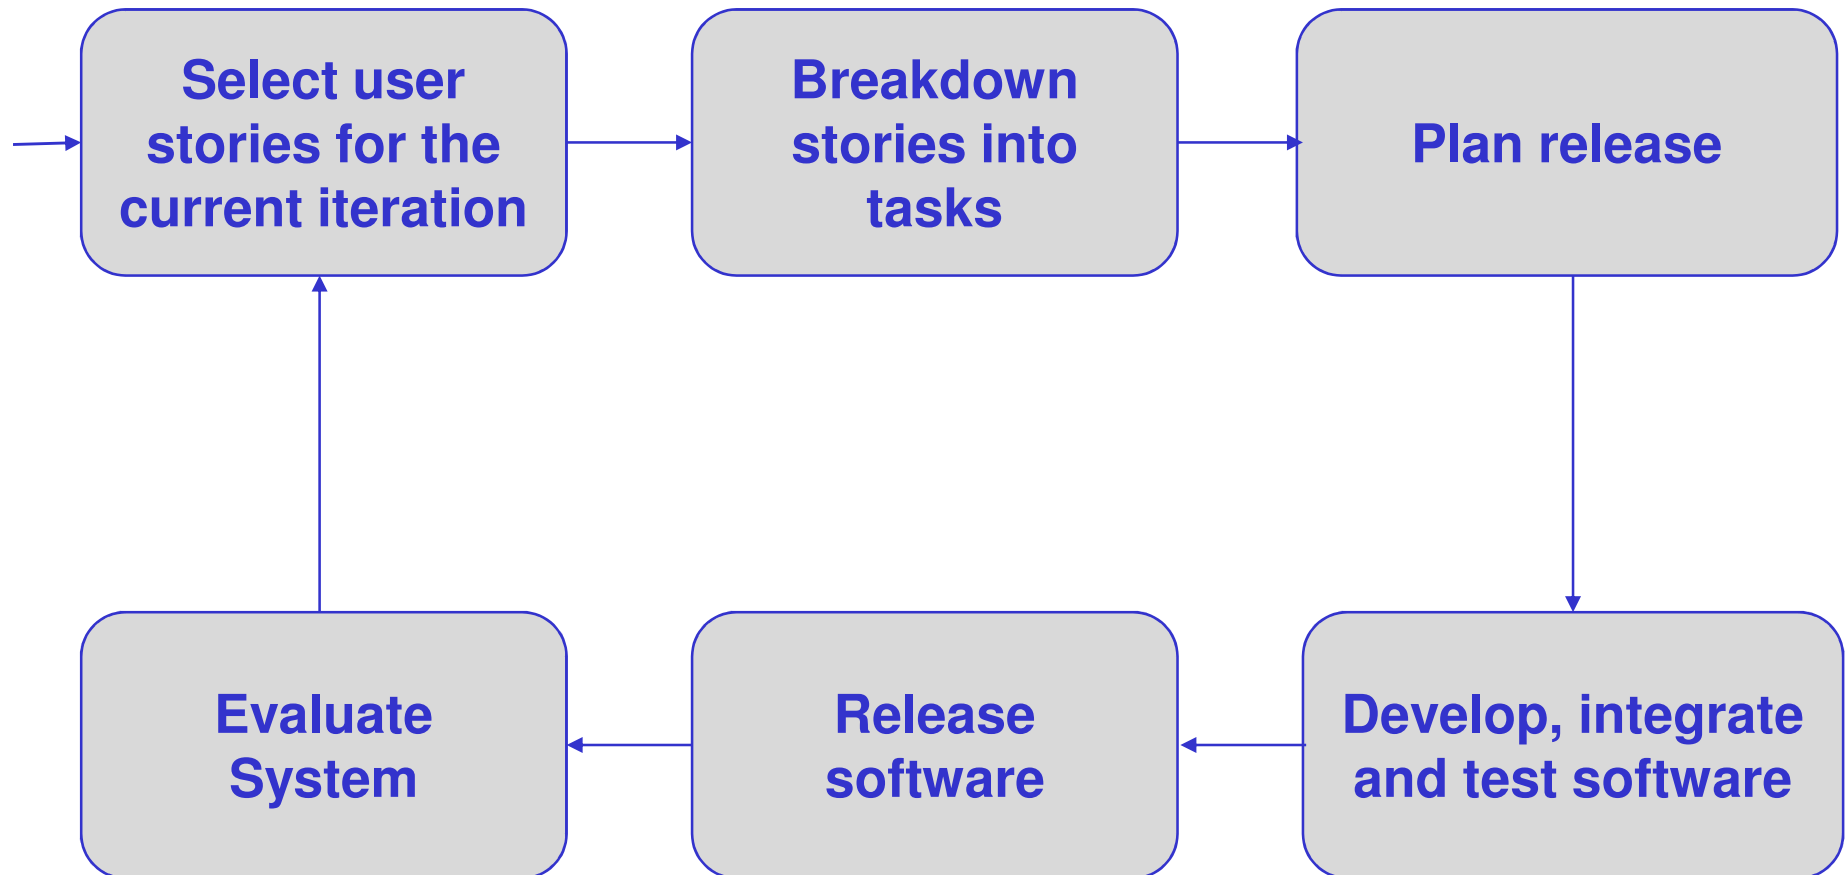 Select user
stories for the
current iteration
Breakdown
stories into
tasks
Plan release
Evaluate
System
Release
software
Develop, integrate
and test software